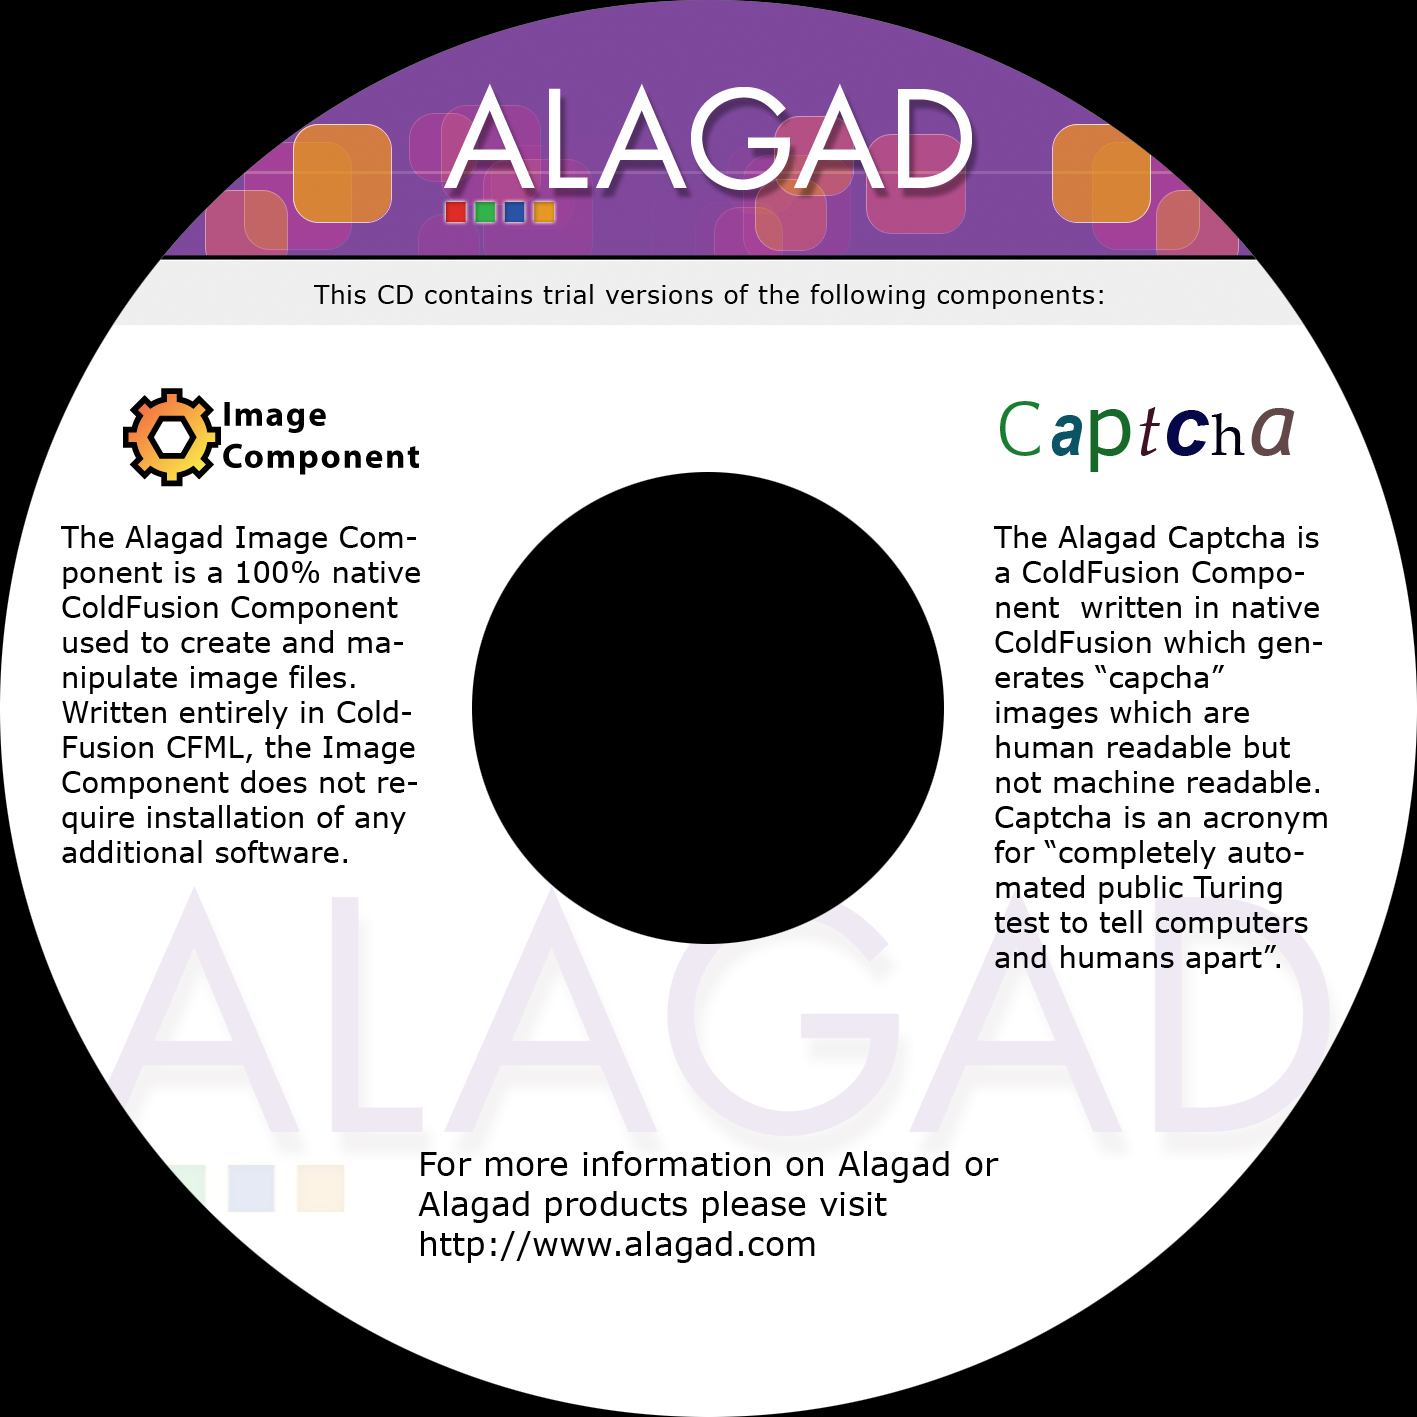 ALAGAD
This CD contains trial versions of the following components:
Image
Component
The Alagad Image Com-
ponent is a 100% native
ColdFusion Component
used to create and ma-
nipulate image files.
Written entirely in Cold-
Fusion CFML, the Image
Component does not re-
quire installation of any
additional software.
Captcha
The Alagad Captcha is
a ColdFusion Compo-
nent  written in native
ColdFusion which gen-
erates “capcha”
images which are
human readable but
not machine readable.
Captcha is an acronym
for “completely auto-
mated public Turing
test to tell computers
and humans apart”.
ALAGAD
For more information on Alagad or
Alagad products please visit
http://www.alagad.com